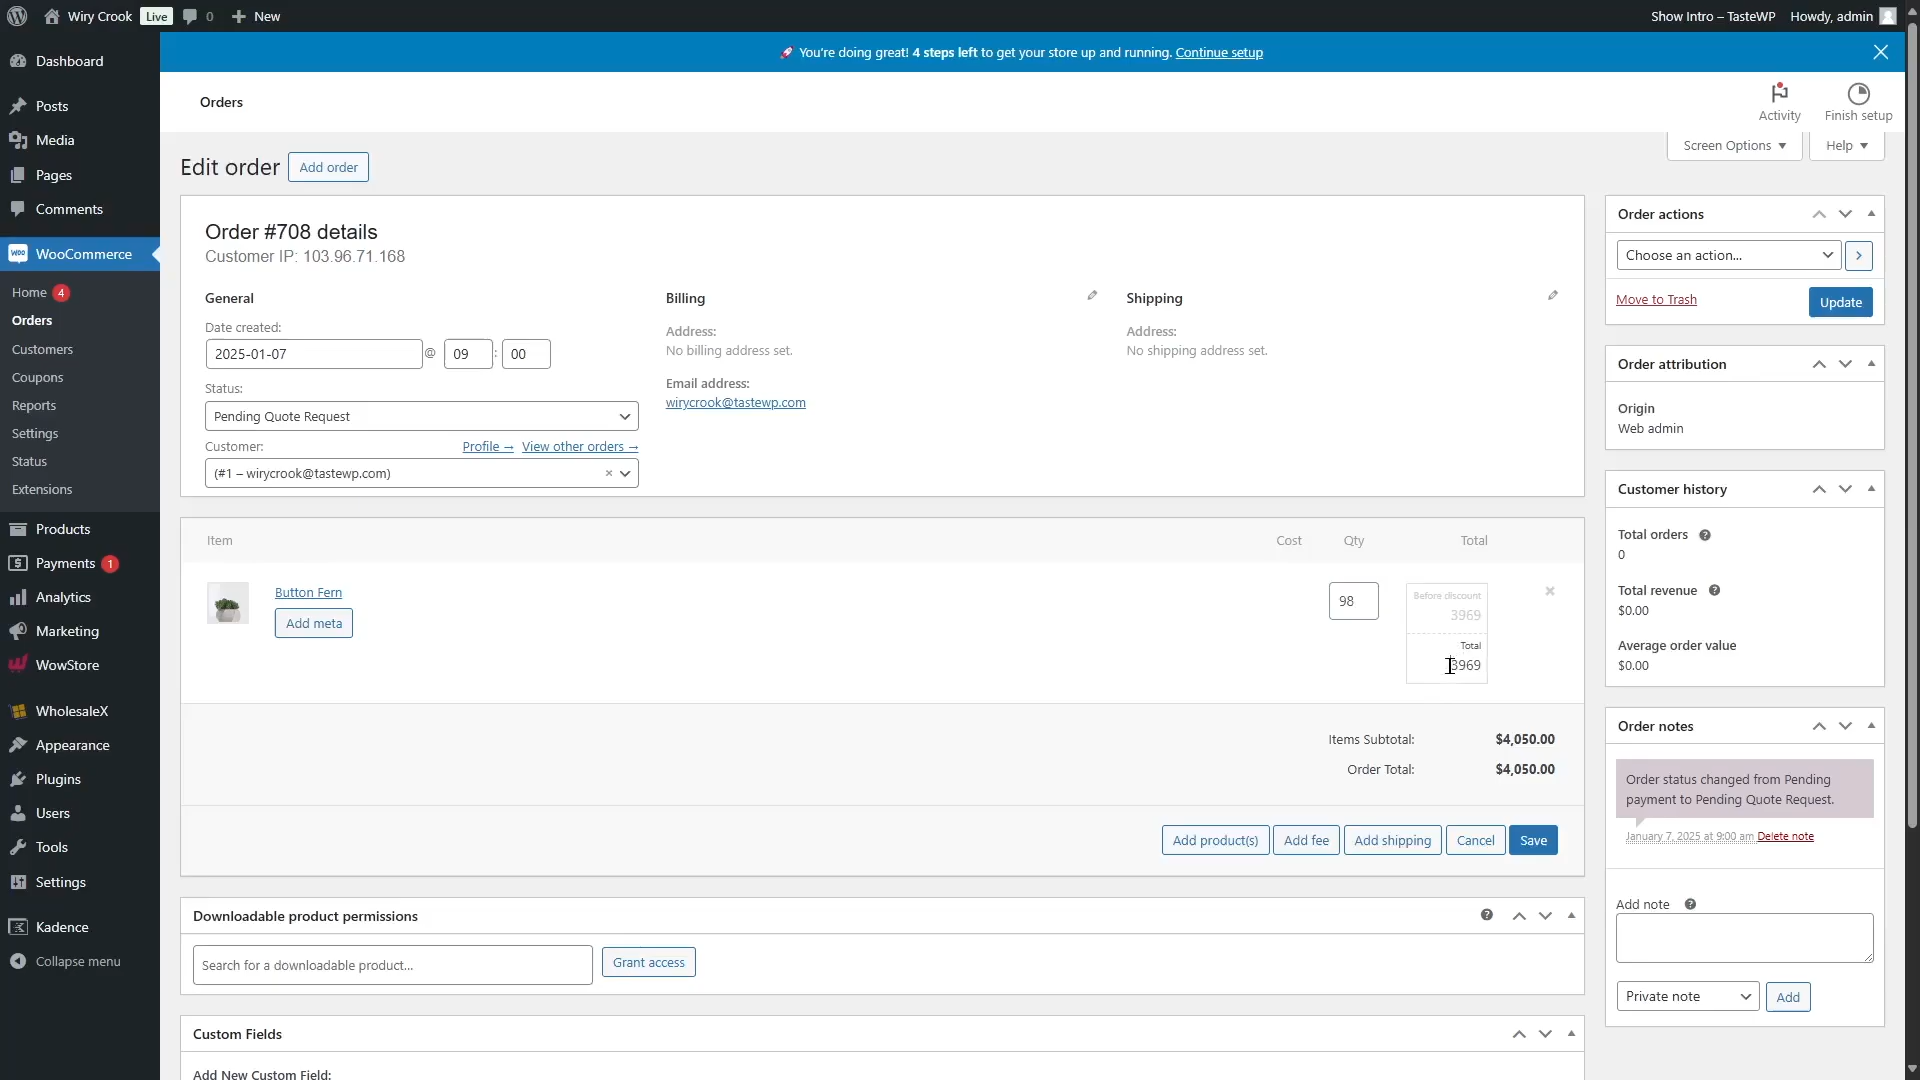 Wiry Crook Live 0 New
Show Intro – TasteWP Howdy, admin
🚀 You're doing great! 4 steps left to get your store up and running. Continue setup
Dashboard
Posts
Media
Pages
Comments
WooCommerce
Home 4
Orders
Customers
Coupons
Reports
Settings
Status
Extensions
Products
Payments 1
Analytics
Marketing
WowStore
WholesaleX
Appearance
Plugins
Users
Tools
Settings
Kadence
Collapse menu
Orders
Activity
Finish setup
Screen Options ▼
Help ▼
Edit order Add order
Order #708 details
Customer IP: 103.96.71.168
General
Date created:
2025-01-07 @ 09 : 00
Status:
Pending Quote Request
Customer: Profile → View other orders →
(#1 – wirycrook@tastewp.com) ×
Billing
Address:
No billing address set.
Email address:
wirycrook@tastewp.com
Shipping
Address:
No shipping address set.
Item Cost Qty Total
Button Fern
Add meta
98
Before discount
3969
Total
3969
Items Subtotal: $4,050.00
Order Total: $4,050.00
Add product(s) Add fee Add shipping Cancel Save
Downloadable product permissions
Search for a downloadable product...
Grant access
Custom Fields
Add New Custom Field:
Order actions
Choose an action...
Move to Trash
Update
Order attribution
Origin
Web admin
Customer history
Total orders
0
Total revenue
$0.00
Average order value
$0.00
Order notes
Order status changed from Pending
payment to Pending Quote Request.
January 7, 2025 at 9:00 am Delete note
Add note
Private note
Add